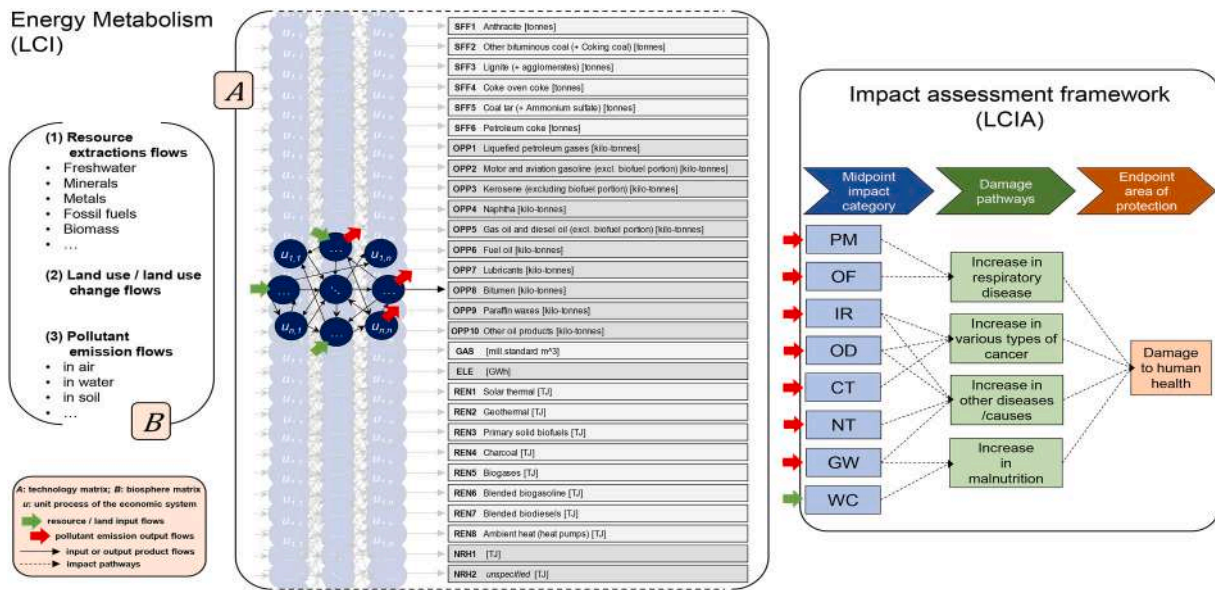 Energy Metabolism
(LCI)
(1) Resource
extractions flows
• Freshwater
• Minerals
• Metals
• Fossil fuels
• Biomass
• …
(2) Land use / land use
change flows
(3) Pollutant
emission flows
• in air
• in water
• in soil
• …
B
A: technology matrix; B: biosphere matrix
u: unit process of the economic system
resource / land input flows
pollutant emission output flows
input or output product flows
impact pathways
A
u1,1
…
u1,n
…
⋱
…
un,1
…
un,n
SFF1 Anthracite [tonnes]
SFF2 Other bituminous coal (+ Coking coal) [tonnes]
SFF3 Lignite (+ agglomerates) [tonnes]
SFF4 Coke oven coke [tonnes]
SFF5 Coal tar (+ Ammonium sulfate) [tonnes]
SFF6 Petroleum coke [tonnes]
OPP1 Liquefied petroleum gases [kilo-tonnes]
OPP2 Motor and aviation gasoline (excl. biofuel portion) [kilo-tonnes]
OPP3 Kerosene (excluding biofuel portion) [kilo-tonnes]
OPP4 Naphtha [kilo-tonnes]
OPP5 Gas oil and diesel oil (excl. biofuel portion) [kilo-tonnes]
OPP6 Fuel oil [kilo-tonnes]
OPP7 Lubricants [kilo-tonnes]
OPP8 Bitumen [kilo-tonnes]
OPP9 Paraffin waxes [kilo-tonnes]
OPP10 Other oil products [kilo-tonnes]
GAS [mill.standard m^3]
ELE [GWh]
REN1 Solar thermal [TJ]
REN2 Geothermal [TJ]
REN3 Primary solid biofuels [TJ]
REN4 Charcoal [TJ]
REN5 Biogases [TJ]
REN6 Blended biogasoline [TJ]
REN7 Blended biodiesels [TJ]
REN8 Ambient heat (heat pumps) [TJ]
NRH1 [TJ]
NRH2 unspecified [TJ]
Impact assessment framework
(LCIA)
Midpoint
impact
category
Damage
pathways
Endpoint
area of
protection
PM
OF
IR
OD
CT
NT
GW
WC
Increase in
respiratory
disease
Increase in
various types of
cancer
Increase in
other diseases
/causes
Increase
in
malnutrition
Damage
to human
health